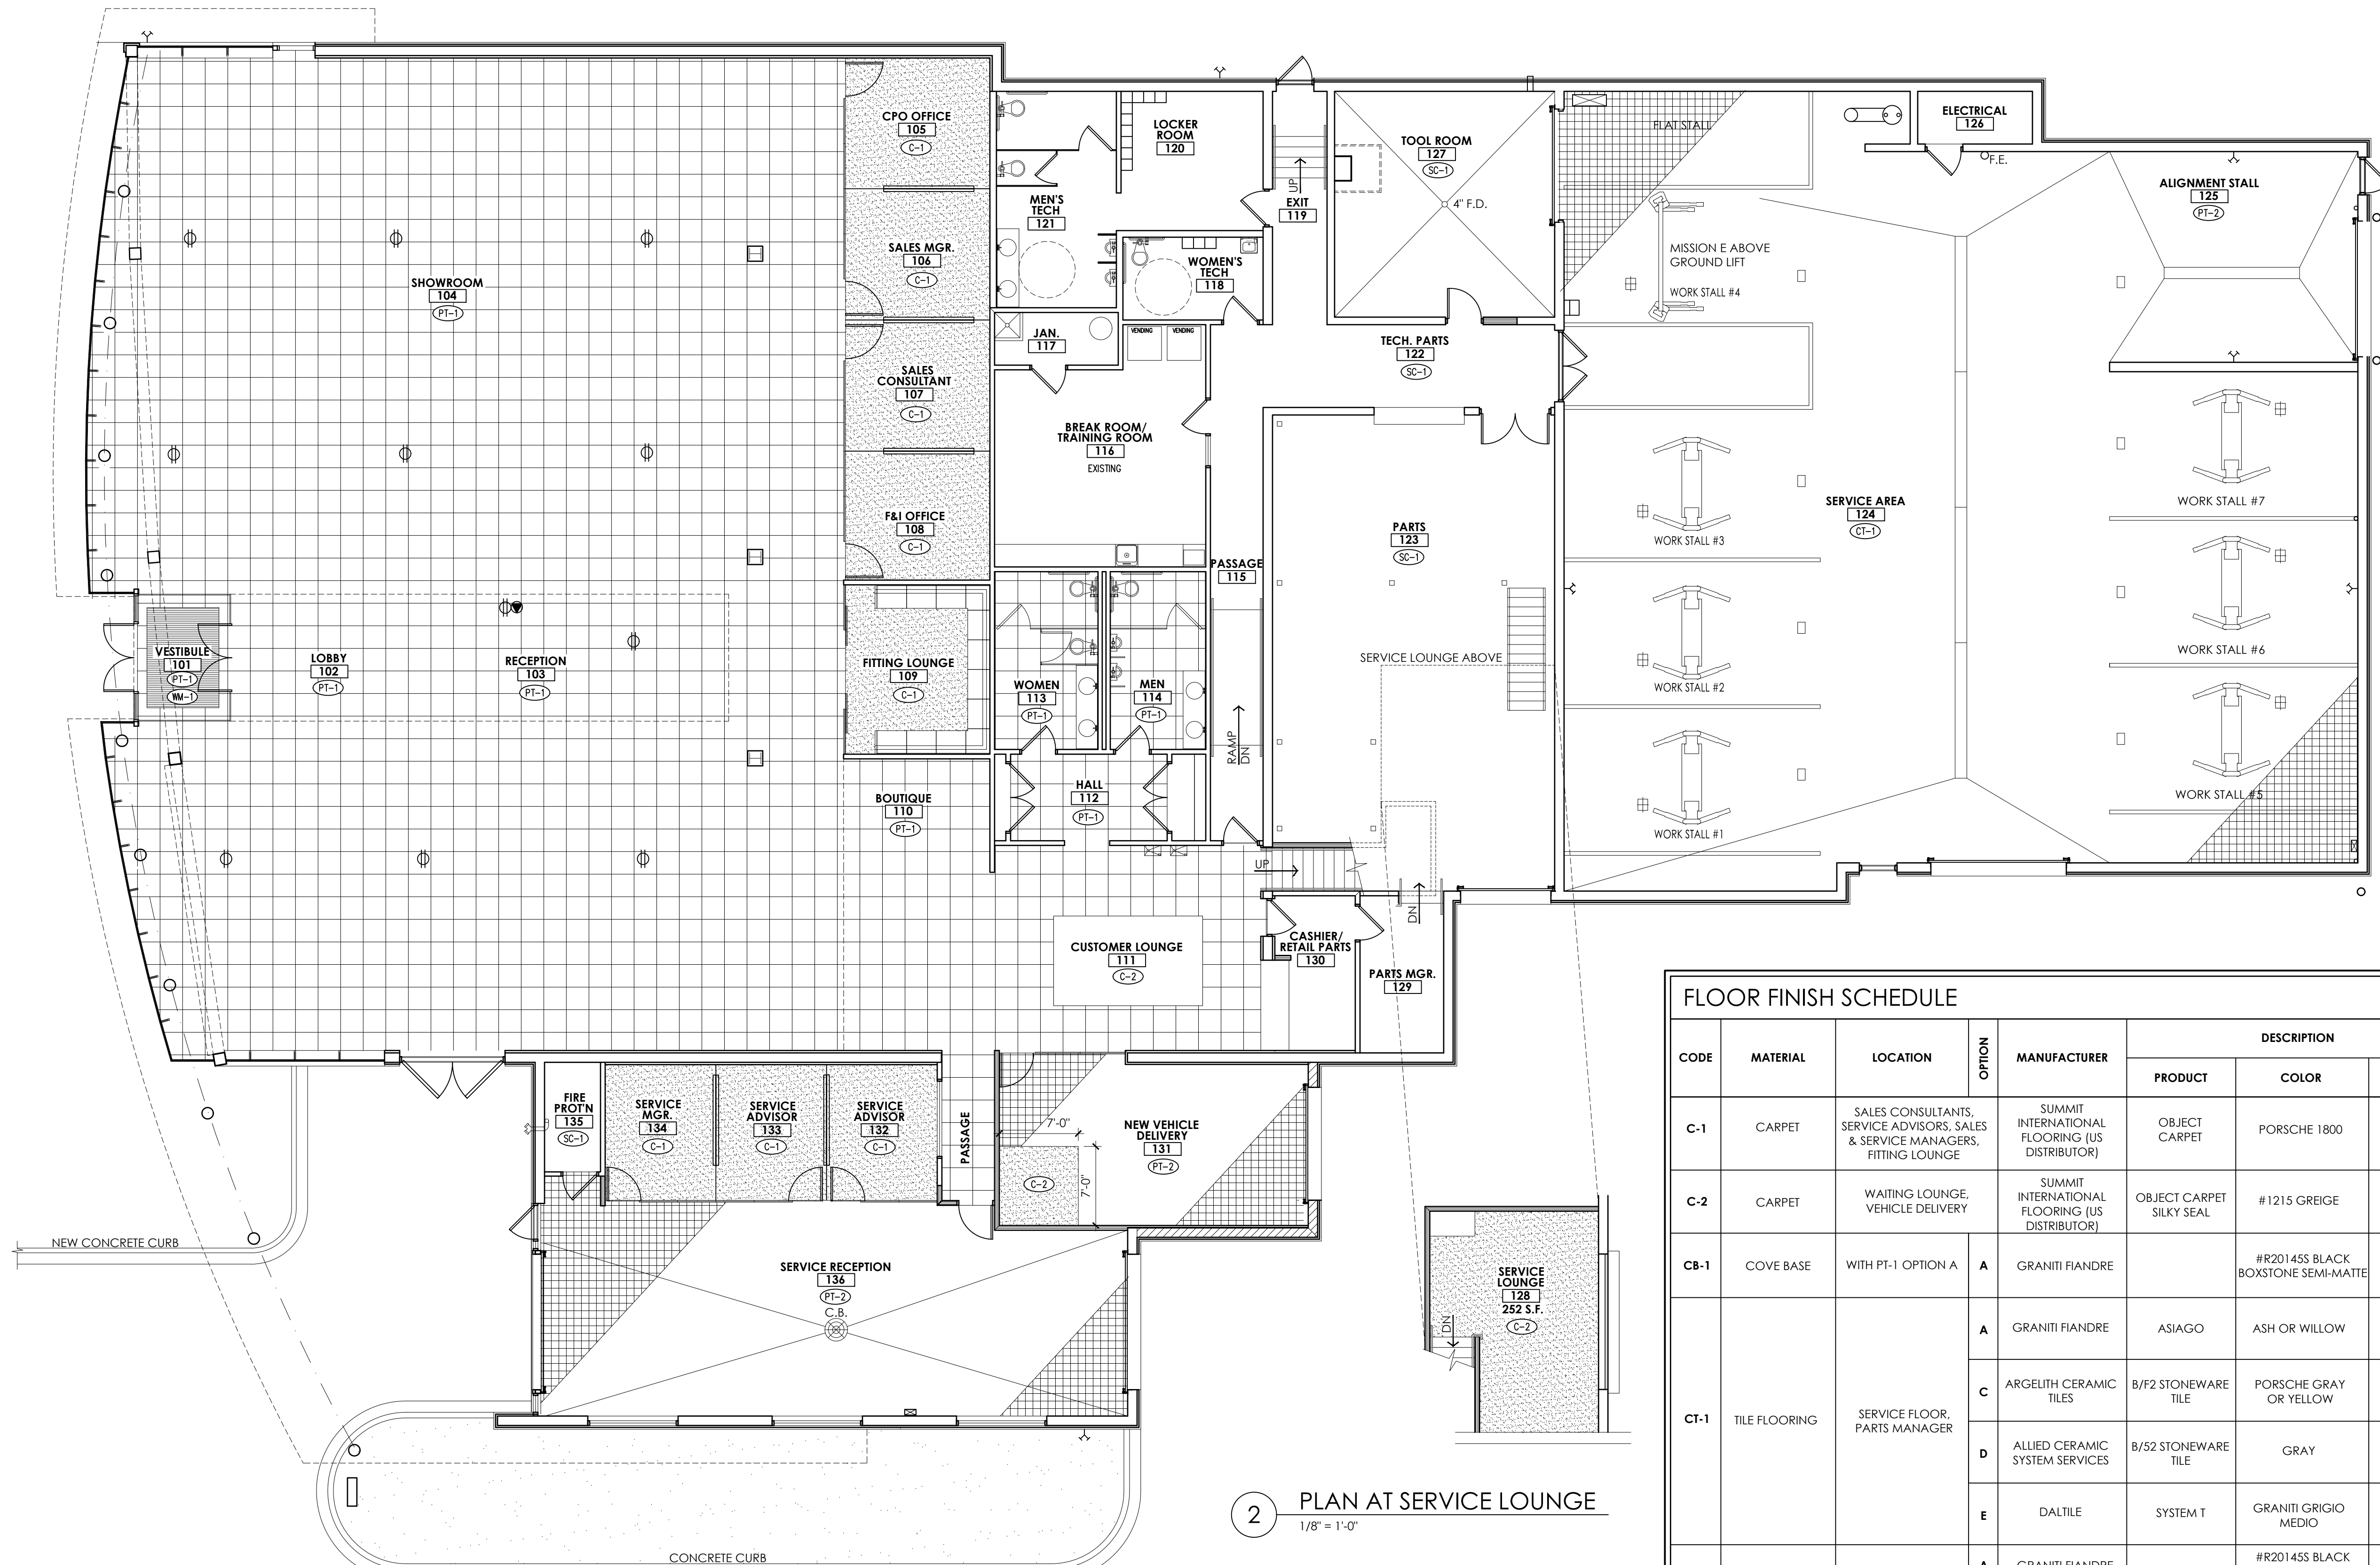 CPO OFFICE
105
C-1
LOCKER
ROOM
120
TOOL ROOM
127
SC-1
4" F.D.
FLAT STALL
ELECTRICAL
126
F.E.
ALIGNMENT STALL
125
PT-2
MEN'S
TECH
121
UP
EXIT
119
SALES MGR.
106
C-1
WOMEN'S
TECH
118
MISSION E ABOVE
GROUND LIFT
WORK STALL #4
SHOWROOM
104
PT-1
JAN.
117
VENDING
VENDING
TECH. PARTS
122
SC-1
SALES
CONSULTANT
107
C-1
BREAK ROOM/
TRAINING ROOM
116
EXISTING
F&I OFFICE
108
C-1
PARTS
123
SC-1
SERVICE AREA
124
CT-1
WORK STALL #3
WORK STALL #7
PASSAGE
115
VESTIBULE
101
PT-1
WM-1
LOBBY
102
PT-1
RECEPTION
103
PT-1
FITTING LOUNGE
109
C-1
WOMEN
113
PT-1
MEN
114
PT-1
SERVICE LOUNGE ABOVE
WORK STALL #2
WORK STALL #6
RAMP
DN
BOUTIQUE
110
PT-1
HALL
112
PT-1
WORK STALL #1
WORK STALL #5
UP
DN
CUSTOMER LOUNGE
111
C-2
CASHIER/
RETAIL PARTS
130
PARTS MGR.
129
FIRE
PROT'N
135
SC-1
SERVICE
MGR.
134
C-1
SERVICE
ADVISOR
133
C-1
SERVICE
ADVISOR
132
C-1
PASSAGE
7'-0"
7'-0"
C-2
NEW VEHICLE
DELIVERY
131
PT-2
NEW CONCRETE CURB
SERVICE RECEPTION
136
PT-2
C.B.
SERVICE
LOUNGE
128
252 S.F.
C-2
DN
CONCRETE CURB
2
PLAN AT SERVICE LOUNGE
1/8" = 1'-0"
FLOOR FINISH SCHEDULE
CODE
MATERIAL
LOCATION
OPTION
MANUFACTURER
DESCRIPTION
PRODUCT
COLOR
C-1
CARPET
SALES CONSULTANTS,
SERVICE ADVISORS, SALES
& SERVICE MANAGERS,
FITTING LOUNGE
SUMMIT
INTERNATIONAL
FLOORING (US
DISTRIBUTOR)
OBJECT
CARPET
PORSCHE 1800
C-2
CARPET
WAITING LOUNGE,
VEHICLE DELIVERY
SUMMIT
INTERNATIONAL
FLOORING (US
DISTRIBUTOR)
OBJECT CARPET
SILKY SEAL
#1215 GREIGE
CB-1
COVE BASE
WITH PT-1 OPTION A
A
GRANITI FIANDRE
#R20145S BLACK
BOXSTONE SEMI-MATTE
CT-1
TILE FLOORING
SERVICE FLOOR,
PARTS MANAGER
A
GRANITI FIANDRE
ASIAGO
ASH OR WILLOW
C
ARGELITH CERAMIC
TILES
B/F2 STONEWARE
TILE
PORSCHE GRAY
OR YELLOW
D
ALLIED CERAMIC
SYSTEM SERVICES
B/52 STONEWARE
TILE
GRAY
E
DALTILE
SYSTEM T
GRANITI GRIGIO
MEDIO
A
GRANITI FIANDRE
#R20145S BLACK